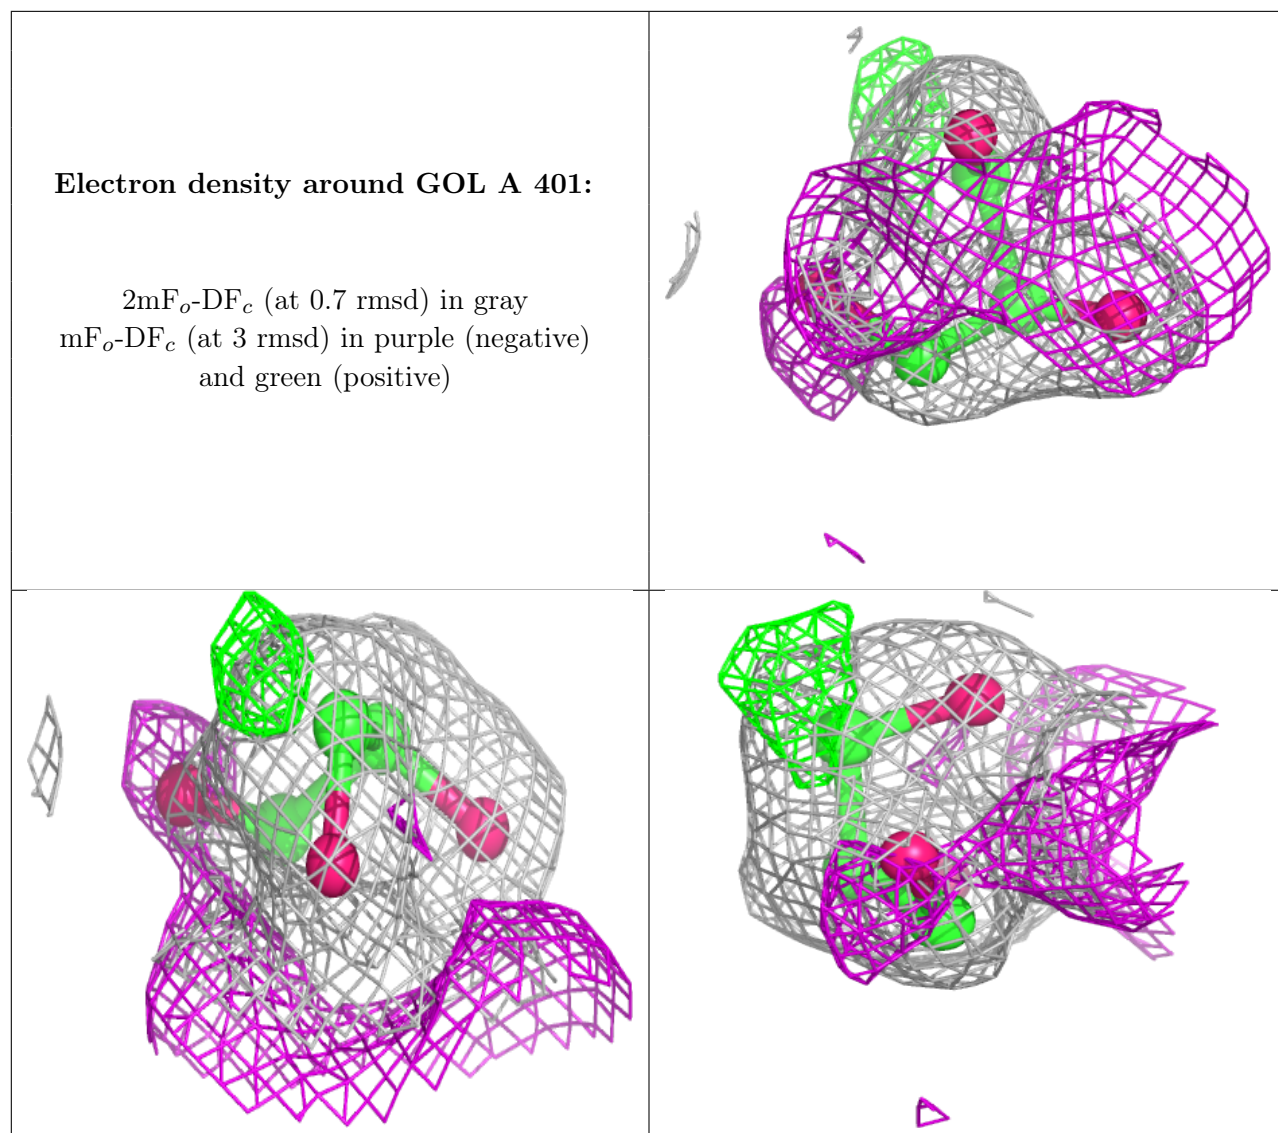 Electron density around GOL A 401:
2mFo-DFc (at 0.7 rmsd) in gray
mFo-DFc (at 3 rmsd) in purple (negative)
and green (positive)